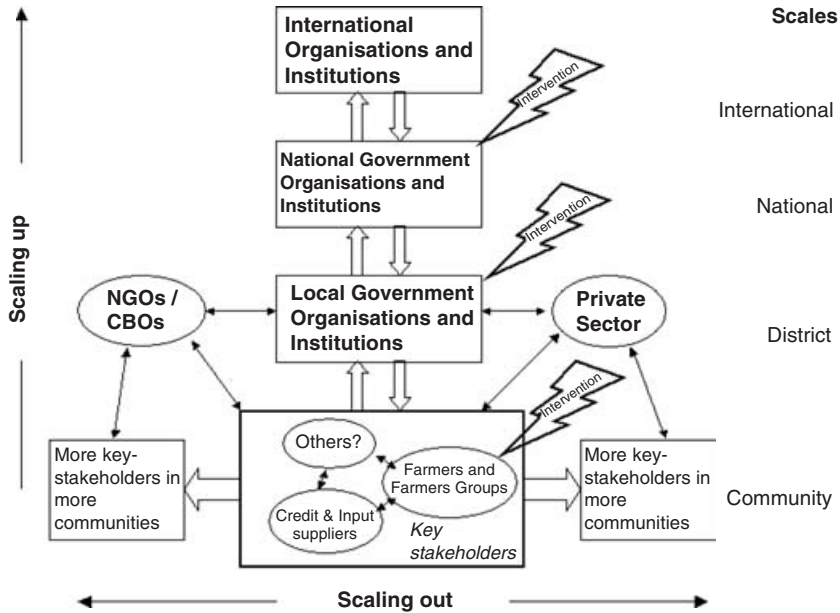 Scales
International
Organisations and
Institutions
Intervention
International
National Government
Organisations and
Institutions
Intervention
National
Scaling up
NGOs /
CBOs
Local Government
Organisations and
Institutions
Private
Sector
District
Intervention
More key-
stakeholders in
more
communities
Others?
Farmers and
Farmers Groups
Credit & Input
suppliers
Key
stakeholders
More key-
stakeholders in
more
communities
Community
Scaling out